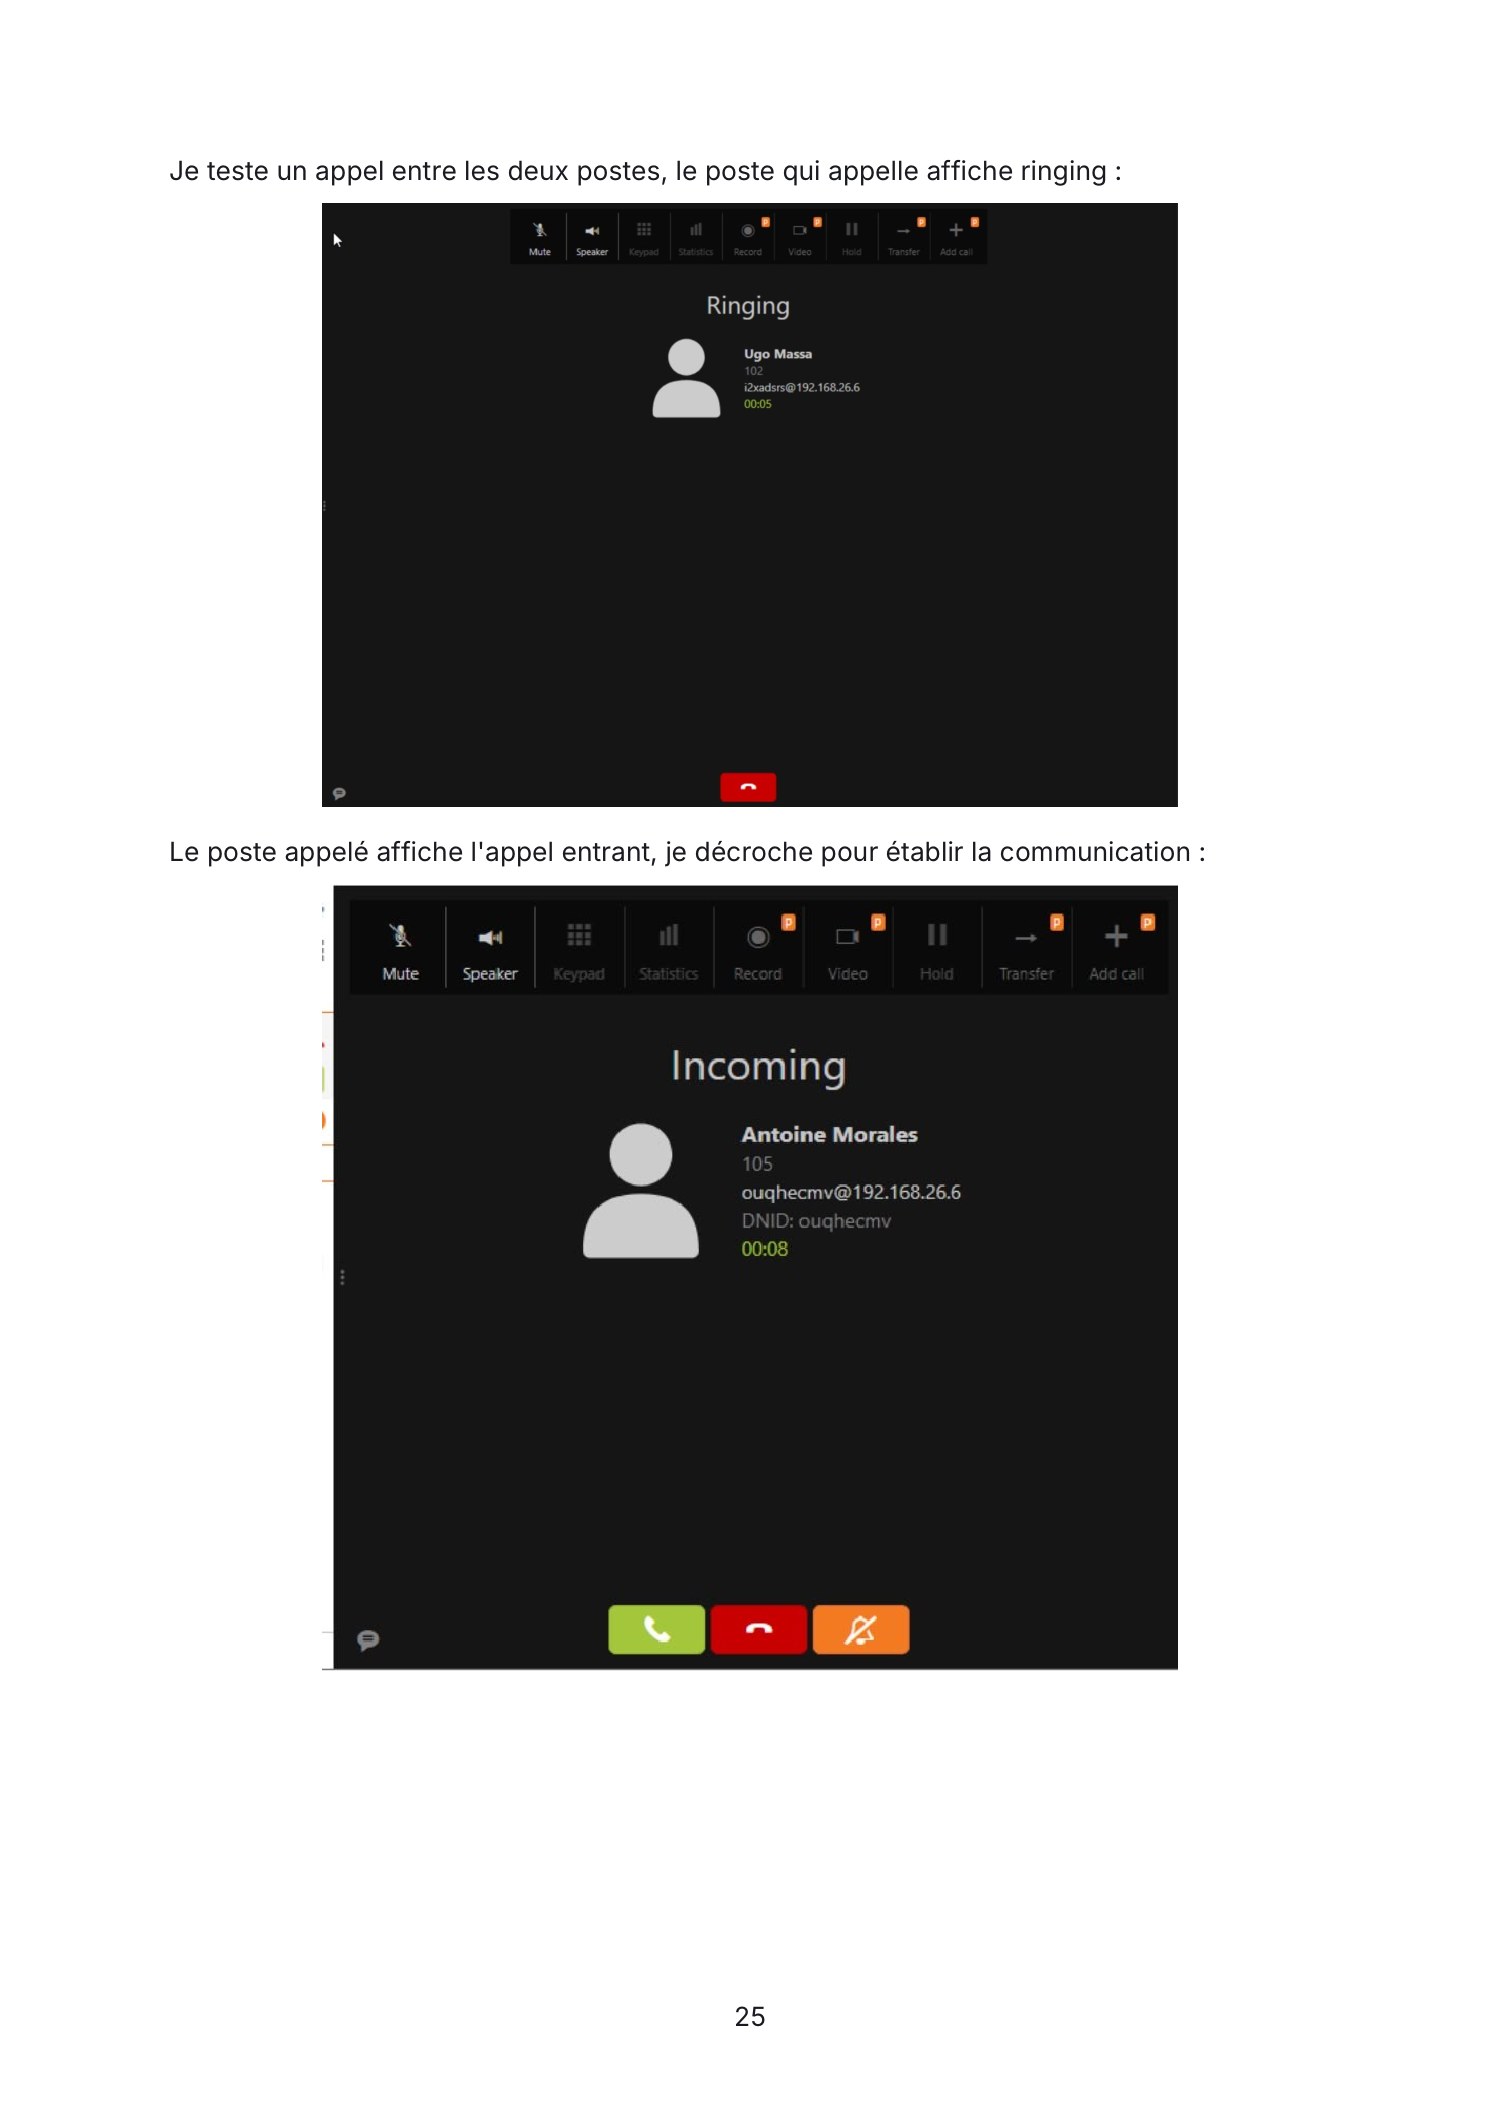 Je teste un appel entre les deux postes, le poste qui appelle affiche ringing :
Mute Speaker Keypad Statistics Record Video Hold Transfer Add call
Ringing
Ugo Massa
102
i2xadsrs@192.168.26.6
00:05
Le poste appelé affiche l'appel entrant, je décroche pour établir la communication :
Mute Speaker Keypad Statistics Record Video Hold Transfer Add call
Incoming
Antoine Morales
105
ouqhecmv@192.168.26.6
DNID: ouqhecmv
00:08
25